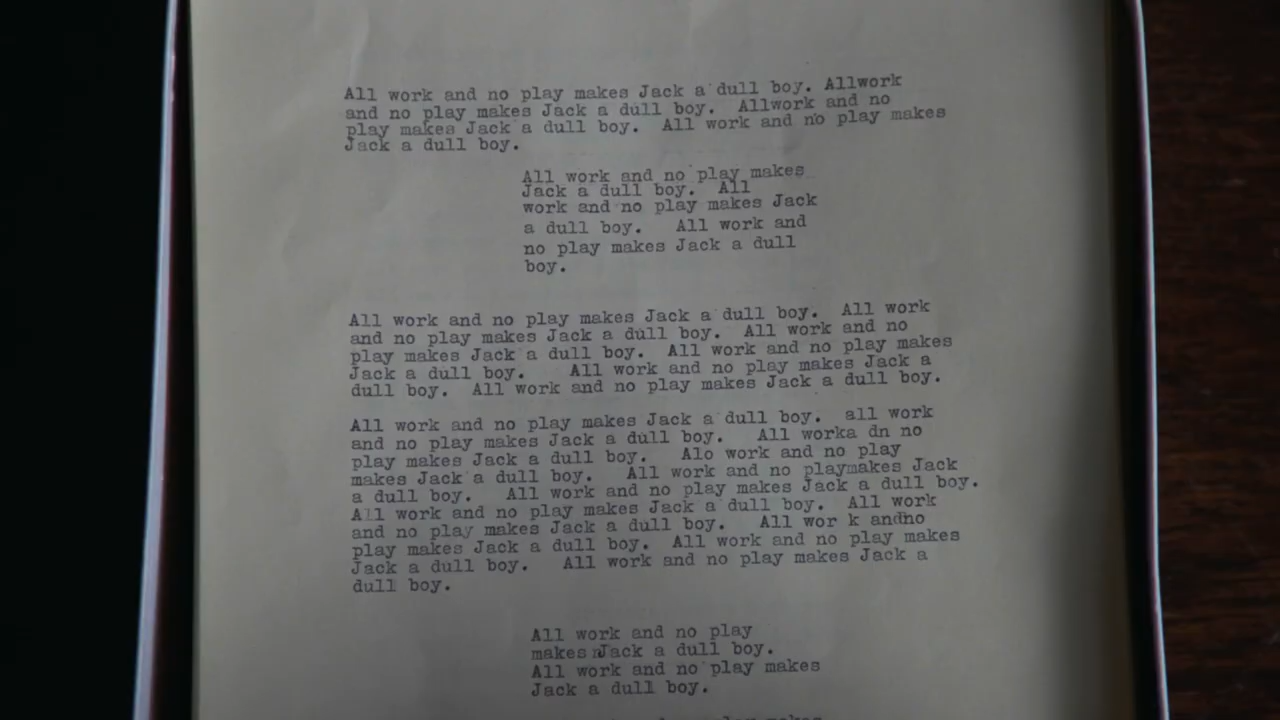 All work and no play makes Jack a dull boy. Allwork
and no play makes Jack a dull boy. Allwork and no
play makes Jack a dull boy. All work and no play makes
Jack a dull boy.
All work and no play makes
Jack a dull boy. All
work and no play makes Jack
a dull boy. All work and
no play makes Jack a dull
boy.
All work and no play makes Jack a dull boy. All work
and no play makes Jack a dull boy. All work and no
play makes Jack a dull boy. All work and no play makes
Jack a dull boy. All work and no play makes Jack a
dull boy. All work and no play makes Jack a dull boy.
All work and no play makes Jack a dull boy. all work
and no play makes Jack a dull boy. All worka dn no
play makes Jack a dull boy. Alo work and no play
makes Jack a dull boy. All work and no playmakes Jack
a dull boy. All work and no play makes Jack a dull boy.
All work and no play makes Jack a dull boy. All work
and no play makes Jack a dull boy. All wor k andno
play makes Jack a dull boy. All work and no play makes
Jack a dull boy. All work and no play makes Jack a
dull boy.
All work and no play
makes Jack a dull boy.
All work and no play makes
Jack a dull boy.